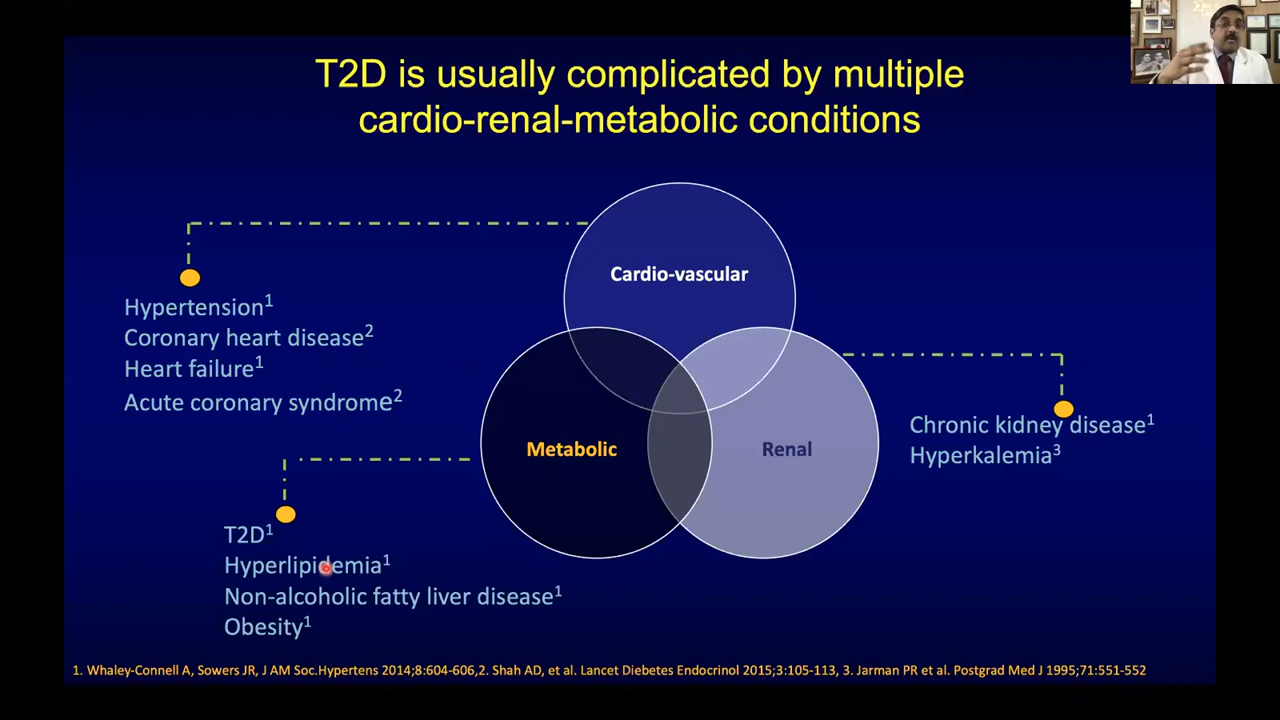 T2D is usually complicated by multiple
cardio-renal-metabolic conditions
Cardio-vascular
Hypertension1
Coronary heart disease2
Heart failure1
Acute coronary syndrome2
Metabolic
Renal
Chronic kidney disease1
Hyperkalemia3
T2D1
Hyperlipidemia1
Non-alcoholic fatty liver disease1
Obesity1
1. Whaley-Connell A, Sowers JR, J AM Soc.Hypertens 2014;8:604-606,2. Shah AD, et al. Lancet Diabetes Endocrinol 2015;3:105-113, 3. Jarman PR et al. Postgrad Med J 1995;71:551-552